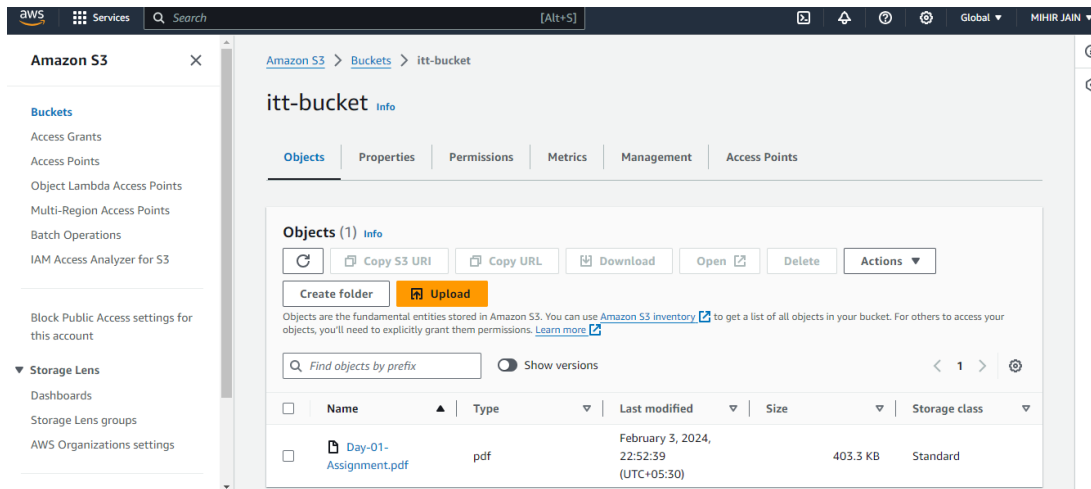 aws Services Search [Alt+S] Global MIHIR JAIN
Amazon S3
Buckets
Access Grants
Access Points
Object Lambda Access Points
Multi-Region Access Points
Batch Operations
IAM Access Analyzer for S3
Block Public Access settings for
this account
Storage Lens
Dashboards
Storage Lens groups
AWS Organizations settings
Amazon S3 > Buckets > itt-bucket
itt-bucket Info
Objects Properties Permissions Metrics Management Access Points
Objects (1) Info
Copy S3 URI Copy URL Download Open Delete Actions
Create folder Upload
Objects are the fundamental entities stored in Amazon S3. You can use Amazon S3 inventory to get a list of all objects in your bucket. For others to access your
objects, you'll need to explicitly grant them permissions. Learn more
Find objects by prefix Show versions 1
Name Type Last modified Size Storage class
Day-01-
Assignment.pdf
pdf
February 3, 2024,
22:52:39
(UTC+05:30)
403.3 KB
Standard